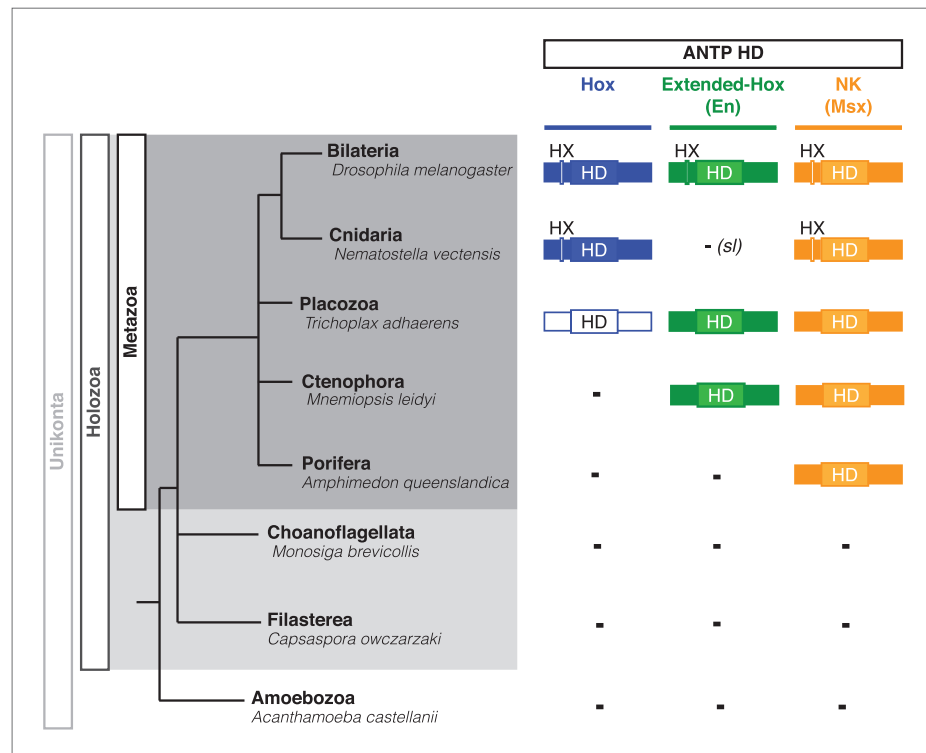 ANTP HD
Hox
Extended-Hox
(En)
NK
(Msx)
Unikonta
Holozoa
Metazoa
Bilateria
Drosophila melanogaster
HX
HD
HX
HD
HX
HD
Cnidaria
Nematostella vectensis
HX
HD
- (sl)
HX
HD
Placozoa
Trichoplax adhaerens
HD
HD
HD
Ctenophora
Mnemiopsis leidyi
-
HD
HD
Porifera
Amphimedon queenslandica
-
-
HD
Choanoflagellata
Monosiga brevicollis
-
-
-
Filasterea
Capsaspora owczarzaki
-
-
-
Amoebozoa
Acanthamoeba castellanii
-
-
-